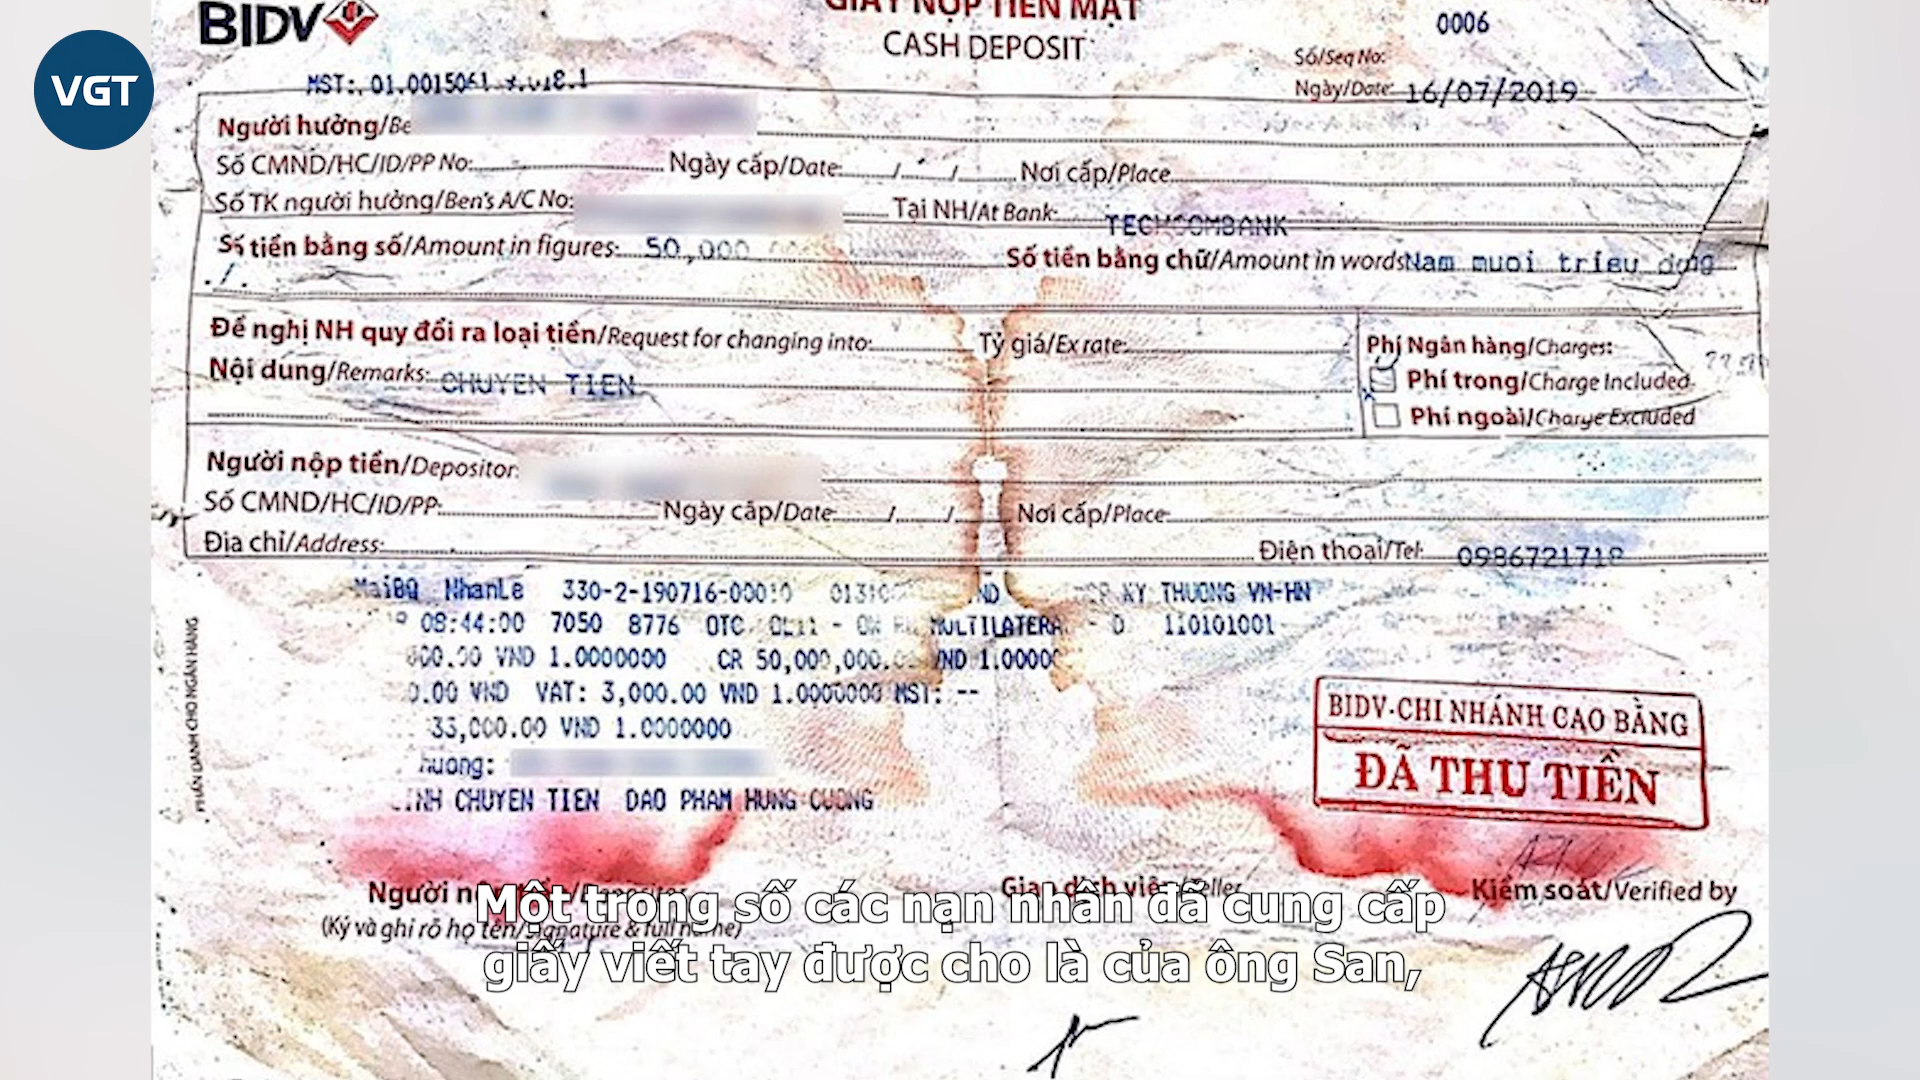 BIDV
VGT
GIẤY NỘP TIỀN MẶT
CASH DEPOSIT
0006
Số/Seq No:
Ngày/Date: 16/07/2019
MST: 01.0015061
Người hưởng/Be
Số CMND/HC/ID/PP No: Ngày cấp/Date: / / Nơi cấp/Place
Số TK người hưởng/Ben's A/C No: Tại NH/At Bank: TECHCOMBANK
Số tiền bằng số/Amount in figures: 50,000 Số tiền bằng chữ/Amount in words: Nam muoi trieu dong
./.
Đề nghị NH quy đổi ra loại tiền/Request for changing into: Tỷ giá/Ex rate:
Phí Ngân hàng/Charges:
Nội dung/Remarks: CHUYEN TIEN
Phí trong/Charge Included
Phí ngoài/Charge Excluded
Người nộp tiền/Depositor:
Số CMND/HC/ID/PP: Ngày cấp/Date / / Nơi cấp/Place
Địa chỉ/Address: Điện thoại/Tel:
MaiBQ NhanLe 330-2-190716-00010 ND KY THUONG VN-HN
08:44:00 7050 8776 OTC MULTILATERA - D 110101001
000.00 VND 1.0000000 CR 50,000,000. VND 1.00000
0.00 VND VAT: 3,000.00 VND 1.0000000 MST: --
33,000.00 VND 1.0000000
huong:
INH CHUYEN TIEN DAO PHAM HUNG CUONG
PHẦN DÀNH CHO NGÂN HÀNG
BIDV-CHI NHÁNH CAO BẰNG
ĐÃ THU TIỀN
Giao dịch viên/Teller
Kiểm soát/Verified by
(Ký và ghi rõ họ tên/Signature & full name)
Một trong số các nạn nhân đã cung cấp
giấy viết tay được cho là của ông San,